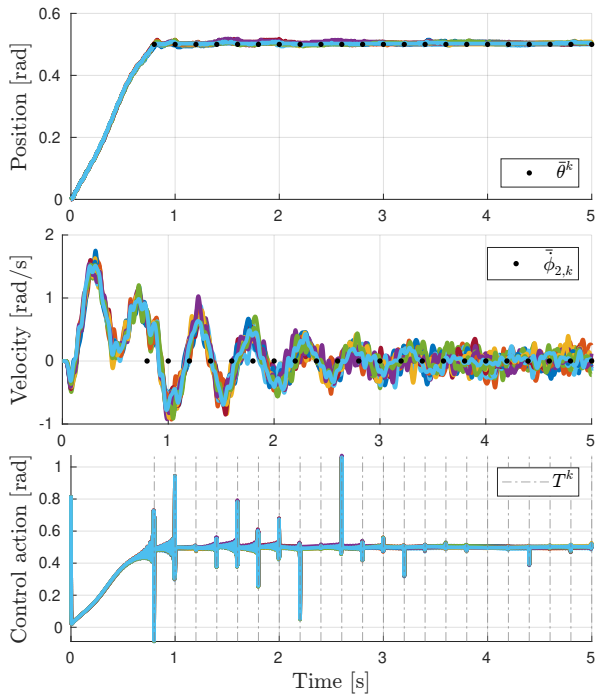 0.6
0.4
0.2
0
Position [rad]
θ̄^k
0 1 2 3 4 5
2
1
0
-1
Velocity [rad/s]
\bar{\dot{ϕ}}_{2,k}
0 1 2 3 4 5
1
0.8
0.6
0.4
0.2
0
Control action [rad]
T^k
0 1 2 3 4 5
Time [s]